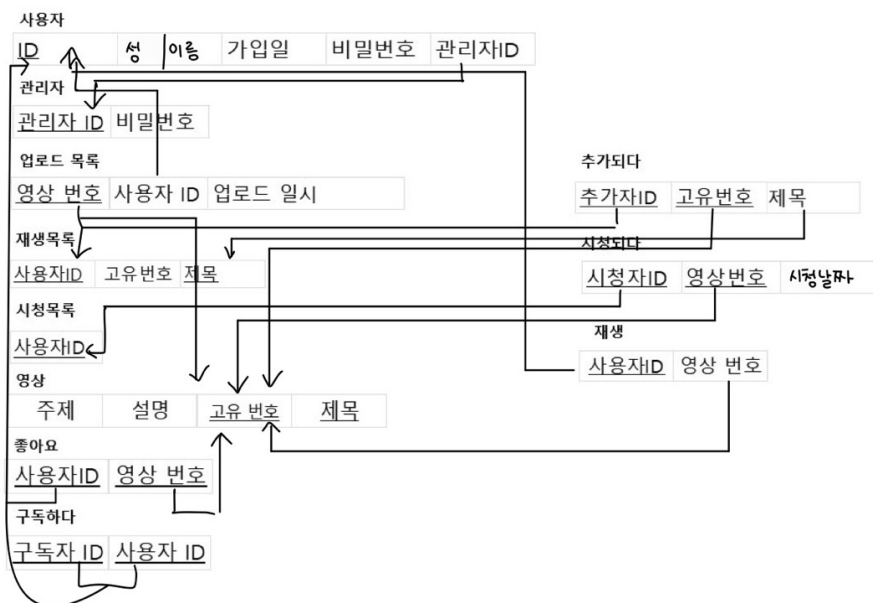 사용자
ID 성 이름 가입일 비밀번호 관리자ID
관리자
관리자 ID 비밀번호
업로드 목록
영상 번호 사용자 ID 업로드 일시
추가되다
추가자ID 고유번호 제목
재생목록
사용자ID 고유번호 제목
시청되다
시청자ID 영상번호 시청날짜
시청목록
사용자ID
재생
사용자ID 영상 번호
영상
주제 설명 고유 번호 제목
좋아요
사용자ID 영상 번호
구독하다
구독자 ID 사용자 ID